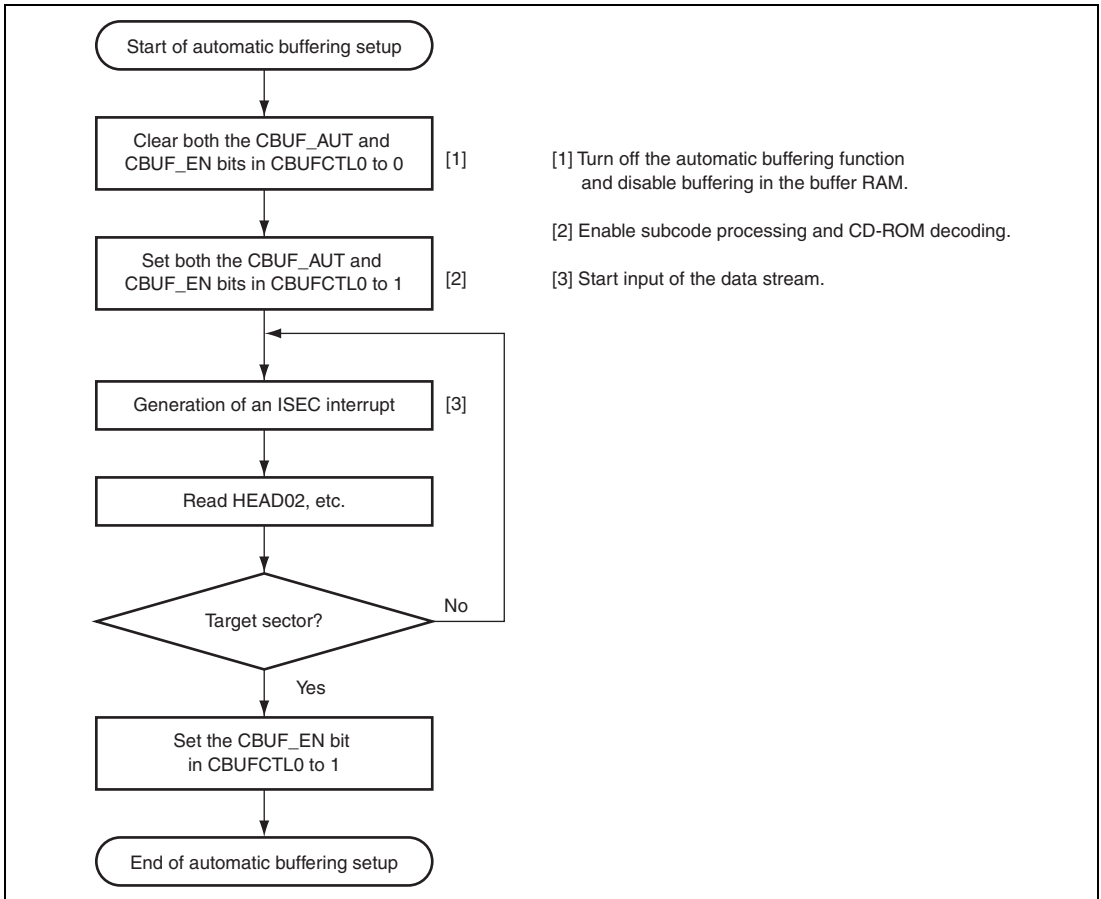 Start of automatic buffering setup
Clear both the CBUF_AUT and
CBUF_EN bits in CBUFCTL0 to 0
[1]
[1] Turn off the automatic buffering function
and disable buffering in the buffer RAM.
[2] Enable subcode processing and CD-ROM decoding.
Set both the CBUF_AUT and
CBUF_EN bits in CBUFCTL0 to 1
[2]
[3] Start input of the data stream.
Generation of an ISEC interrupt
[3]
Read HEAD02, etc.
Target sector?
No
Yes
Set the CBUF_EN bit
in CBUFCTL0 to 1
End of automatic buffering setup